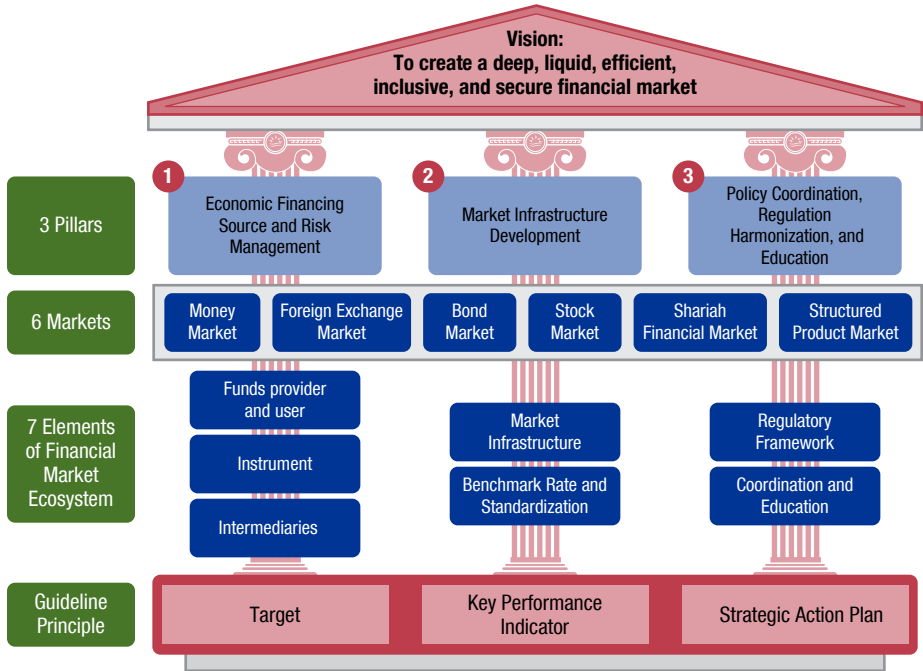 Vision:
To create a deep, liquid, efficient,
inclusive, and secure financial market
3 Pillars
1
Economic Financing
Source and Risk
Management
2
Market Infrastructure
Development
3
Policy Coordination,
Regulation
Harmonization, and
Education
6 Markets
Money
Market
Foreign Exchange
Market
Bond
Market
Stock
Market
Shariah
Financial Market
Structured
Product Market
7 Elements
of Financial
Market
Ecosystem
Funds provider
and user
Instrument
Intermediaries
Market
Infrastructure
Benchmark Rate and
Standardization
Regulatory
Framework
Coordination and
Education
Guideline
Principle
Target
Key Performance
Indicator
Strategic Action Plan